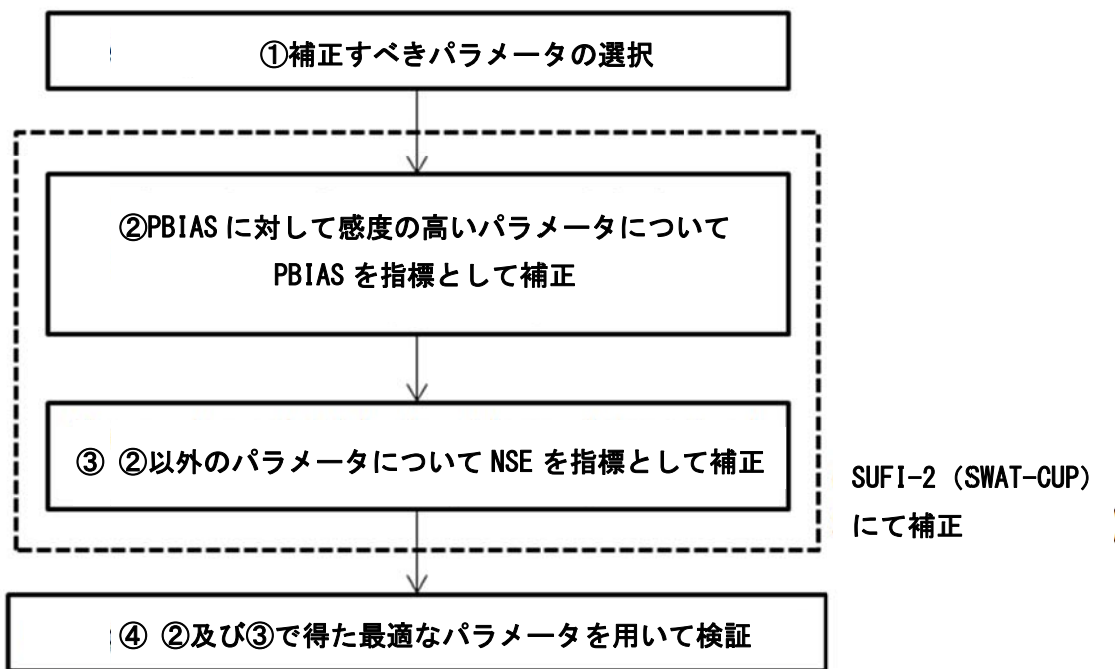 ①補正すべきパラメータの選択
②PBIAS に対して感度の高いパラメータについて
PBIAS を指標として補正
③ ②以外のパラメータについて NSE を指標として補正
SUFI-2 (SWAT-CUP)
にて補正
④ ②及び③で得た最適なパラメータを用いて検証